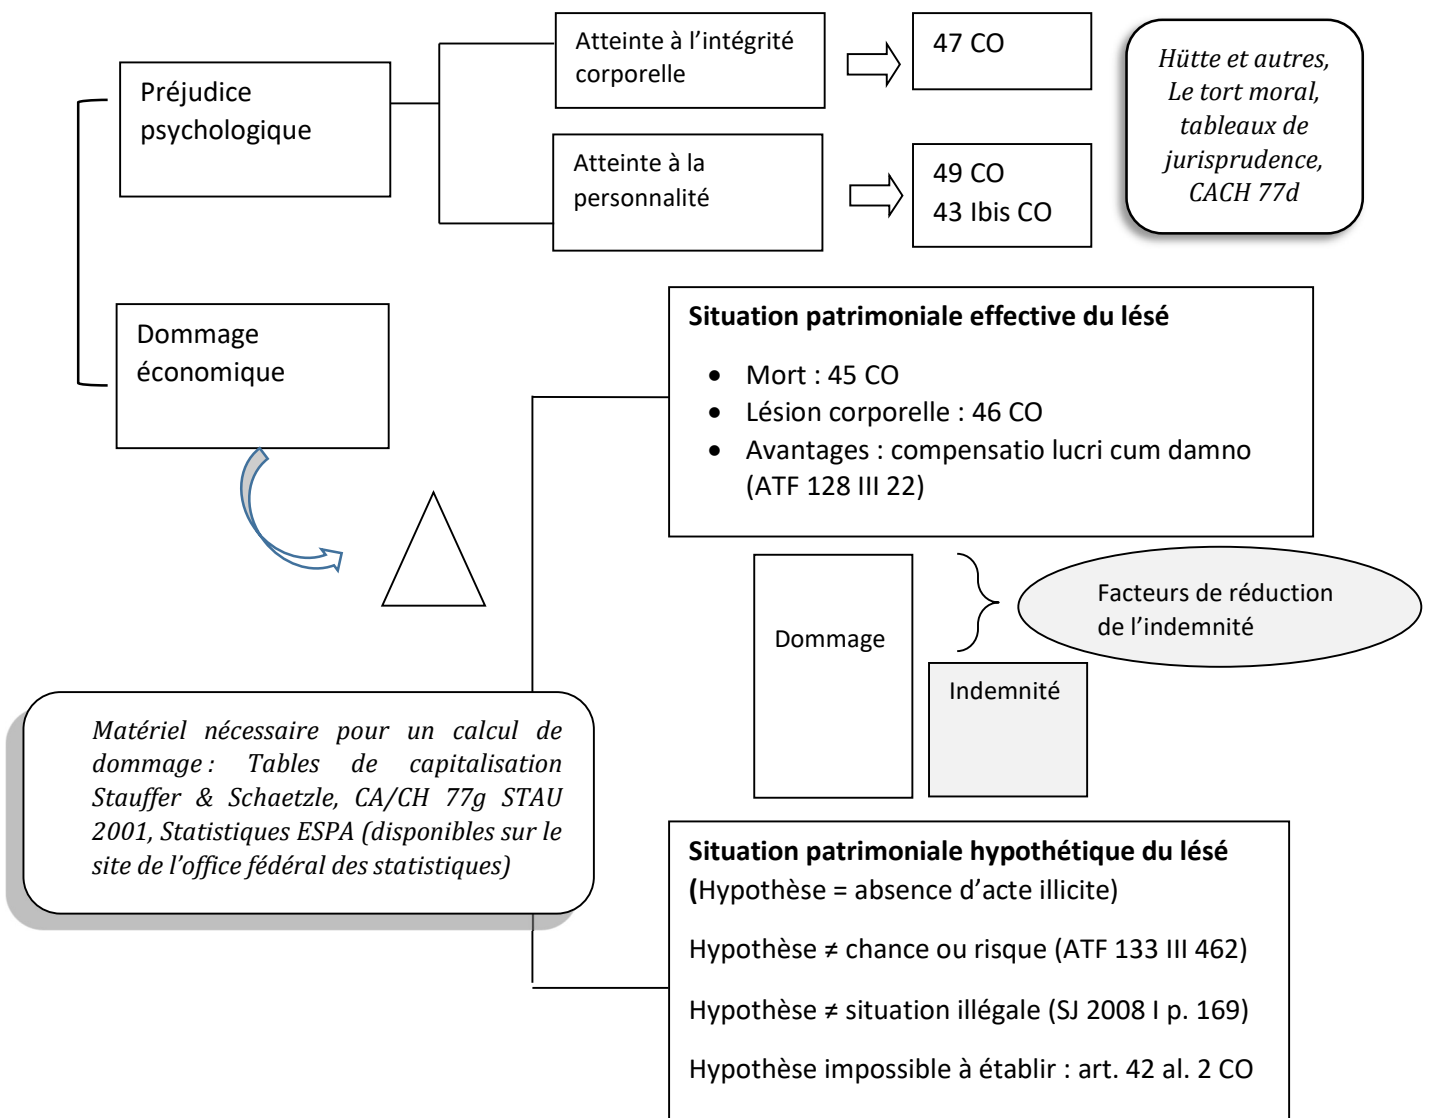 Préjudice
psychologique
Atteinte à l’intégrité
corporelle
47 CO
Atteinte à la
personnalité
49 CO
43 Ibis CO
Hütte et autres,
Le tort moral,
tableaux de
jurisprudence,
CACH 77d
Dommage
économique
Situation patrimoniale effective du lésé
• Mort : 45 CO
• Lésion corporelle : 46 CO
• Avantages : compensatio lucri cum damno
(ATF 128 III 22)
Dommage
Indemnité
Facteurs de réduction
de l’indemnité
Matériel nécessaire pour un calcul de
dommage : Tables de capitalisation
Stauffer & Schaetzle, CA/CH 77g STAU
2001, Statistiques ESPA (disponibles sur le
site de l’office fédéral des statistiques)
Situation patrimoniale hypothétique du lésé
(Hypothèse = absence d’acte illicite)
Hypothèse ≠ chance ou risque (ATF 133 III 462)
Hypothèse ≠ situation illégale (SJ 2008 I p. 169)
Hypothèse impossible à établir : art. 42 al. 2 CO